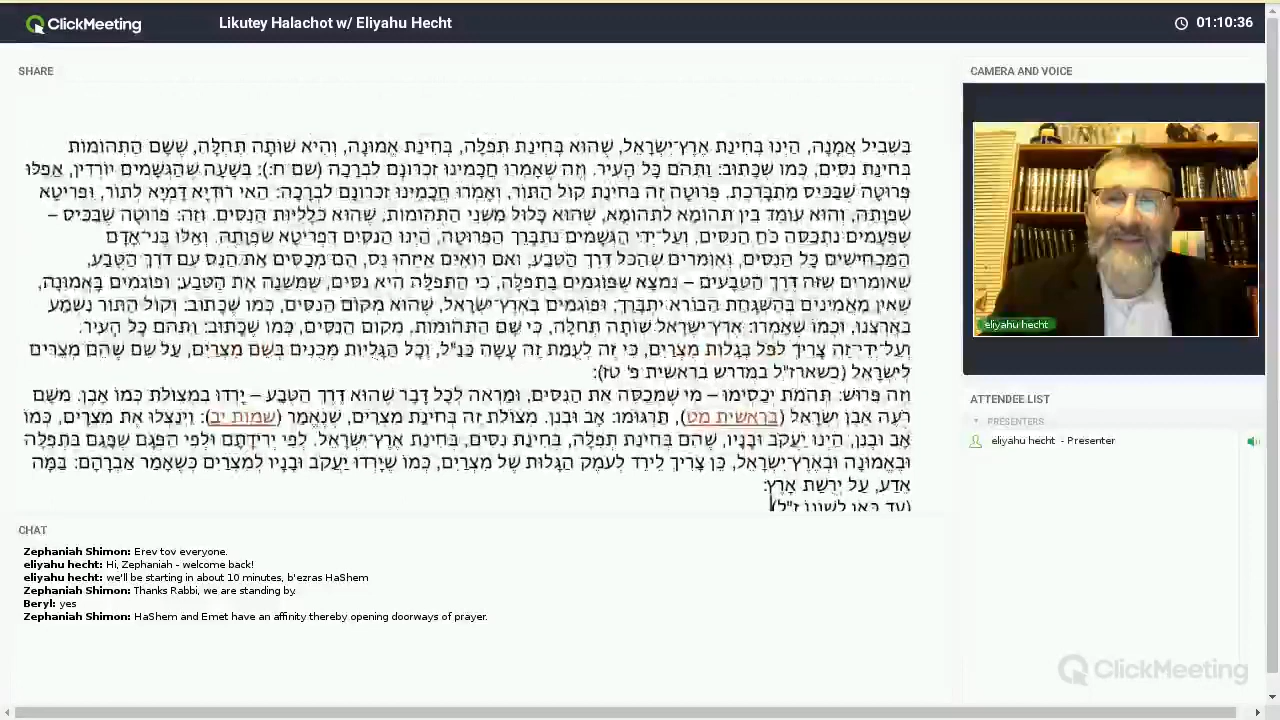 ClickMeeting
Likutey Halachot w/ Eliyahu Hecht
01:10:36
SHARE
בִּשְׁבִיל אֲמָנָה, הַיְנוּ בְּחִינַת אֶרֶץ־יִשְׂרָאֵל, שֶׁהוּא בְּחִינַת תְּפִלָּה, בְּחִינַת אֱמוּנָה, וְהִיא שׁוֹתָה תְּחִלָּה, שֶׁשָּׁם הַתְּהוֹמוֹת
בְּחִינַת נִסִּים, כְּמוֹ שֶׁכָּתוּב: וַתֵּהֹם כָּל הָעִיר. וְזֶה שֶׁאָמְרוּ חֲכָמֵינוּ זִכְרוֹנָם לִבְרָכָה (שם ט:): בְּשָׁעָה שֶׁהַגְּשָׁמִים יוֹרְדִין, אֲפִלּוּ
פְּרוּטָה שֶׁבַּכִּיס מִתְבָּרֶכֶת. פְּרוּטָה זֶה בְּחִינַת קוֹל הַתּוֹר, וְאָמְרוּ חֲכָמֵינוּ זִכְרוֹנָם לִבְרָכָה: הַאי רִידְיָא דָּמְיָא לְתוֹר, וּפְרִיטָא
שִׂפְוָתֵהּ, וְהוּא עוֹמֵד בֵּין תְּהוֹמָא לִתְהוֹמָא, שֶׁהוּא כָּלוּל מִשְּׁנֵי הַתְּהוֹמוֹת, שֶׁהוּא כְּלָלִיּוּת הַנִּסִּים. וְזֶה: פְּרוּטָה שֶׁבַּכִּיס –
שֶׁפְּעָמִים נִתְכַּסֶּה כֹּחַ הַנִּסִּים, וְעַל־יְדֵי הַגְּשָׁמִים נִתְבָּרֵךְ הַפְּרוּטָה, הַיְנוּ הַנִּסִּים דִּפְרִיטָא שִׂפְוָתֵהּ. וְאֵלּוּ בְּנֵי־אָדָם
הַמַּכְחִישִׁים כָּל הַנִּסִּים, וְאוֹמְרִים שֶׁהַכֹּל דֶּרֶךְ הַטֶּבַע, וְאִם רוֹאִים אֵיזֶהוּ נֵס, הֵם מְכַסִּים אֶת הַנֵּס עִם דֶּרֶךְ הַטֶּבַע,
שֶׁאוֹמְרִים שֶׁזֶּה דֶּרֶךְ הַטְּבָעִים – נִמְצָא שֶׁפּוֹגְמִים בַּתְּפִלָּה, כִּי הַתְּפִלָּה הִיא נִסִּים, שֶׁמְּשַׁנָּה אֶת הַטֶּבַע; וּפוֹגְמִים בָּאֱמוּנָה,
שֶׁאֵין מַאֲמִינִים בְּהַשְׁגָּחַת הַבּוֹרֵא יִתְבָּרַךְ; וּפוֹגְמִים בְּאֶרֶץ־יִשְׂרָאֵל, שֶׁהוּא מְקוֹם הַנִּסִּים, כְּמוֹ שֶׁכָּתוּב: וְקוֹל הַתּוֹר נִשְׁמַע
בְּאַרְצֵנוּ, וּכְמוֹ שֶׁאָמְרוּ: אֶרֶץ־יִשְׂרָאֵל שׁוֹתָה תְּחִלָּה, כִּי שָׁם הַתְּהוֹמוֹת, מְקוֹם הַנִּסִּים, כְּמוֹ שֶׁכָּתוּב: וַתֵּהֹם כָּל הָעִיר.
וְעַל־יְדֵי־זֶה צָרִיךְ לִפֹּל בְּגָלוּת מִצְרַיִם, כִּי זֶה לְעֻמַּת זֶה עָשָׂה כַּנַּ"ל, וְכָל הַגָּלֻיּוֹת מְכֻנִּים בְּשֵׁם מִצְרַיִם, עַל שֵׁם שֶׁהֵם מְצֵרִים
לְיִשְׂרָאֵל (כשארז"ל במדרש בראשית פ' טז):
וְזֶה פֵּרוּשׁ: תְּהֹמֹת יְכַסְיֻמוּ – מִי שֶׁמְּכַסֶּה אֶת הַנִּסִּים, וּמַרְאֶה לְכָל דָּבָר שֶׁהוּא דֶּרֶךְ הַטֶּבַע – יָרְדוּ בִמְצוֹלֹת כְּמוֹ אָבֶן. מִשָּׁם
רֹעֶה אֶבֶן יִשְׂרָאֵל (בראשית מט), תַּרְגּוּמוֹ: אָב וּבְנִין. מְצוֹלֹת זֶה בְּחִינַת מִצְרַיִם, שֶׁנֶּאֱמַר (שמות יב): וַיְנַצְּלוּ אֶת מִצְרָיִם, כְּמוֹ
אָב וּבְנִין, הַיְנוּ יַעֲקֹב וּבָנָיו, שֶׁהֵם בְּחִינַת תְּפִלָּה, בְּחִינַת נִסִּים, בְּחִינַת אֶרֶץ־יִשְׂרָאֵל. לְפִי יְרִידָתָם וּלְפִי הַפְּגָם שֶׁפָּגַם בַּתְּפִלָּה
וּבָאֱמוּנָה וּבְאֶרֶץ־יִשְׂרָאֵל, כֵּן צָרִיךְ לֵירֵד לְעֹמֶק הַגָּלוּת שֶׁל מִצְרַיִם, כְּמוֹ שֶׁיָּרְדוּ יַעֲקֹב וּבָנָיו לְמִצְרַיִם כְּשֶׁאָמַר אַבְרָהָם: בַּמָּה
אֵדַע, עַל יְרֻשַּׁת אָרֶץ:
(עד כאן לשונו ז"ל)
CAMERA AND VOICE
eliyahu hecht
ATTENDEE LIST
PRESENTERS
eliyahu hecht - Presenter
CHAT
Zephaniah Shimon: Erev tov everyone.
eliyahu hecht: Hi, Zephaniah - welcome back!
eliyahu hecht: we'll be starting in about 10 minutes, b'ezras HaShem
Zephaniah Shimon: Thanks Rabbi, we are standing by.
Beryl: yes
Zephaniah Shimon: HaShem and Emet have an affinity thereby opening doorways of prayer.
ClickMeeting